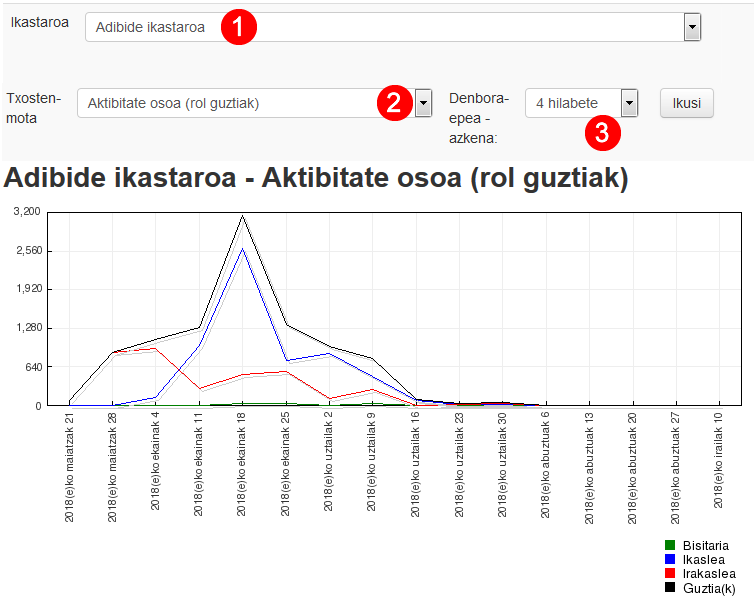 Ikastaroa
Adibide ikastaroa
1
Txosten-
mota
Aktibitate osoa (rol guztiak)
2
Denbora-
epea -
azkena:
4 hilabete
3
Ikusi
Adibide ikastaroa - Aktibitate osoa (rol guztiak)
3,200
2,560
1,920
1,280
640
0
2018(e)ko maiatzak 21
2018(e)ko maiatzak 28
2018(e)ko ekainak 4
2018(e)ko ekainak 11
2018(e)ko ekainak 18
2018(e)ko ekainak 25
2018(e)ko uztailak 2
2018(e)ko uztailak 9
2018(e)ko uztailak 16
2018(e)ko uztailak 23
2018(e)ko uztailak 30
2018(e)ko abuztuak 6
2018(e)ko abuztuak 13
2018(e)ko abuztuak 20
2018(e)ko abuztuak 27
2018(e)ko irailak 10
Bisitaria
Ikaslea
Irakaslea
Guztia(k)